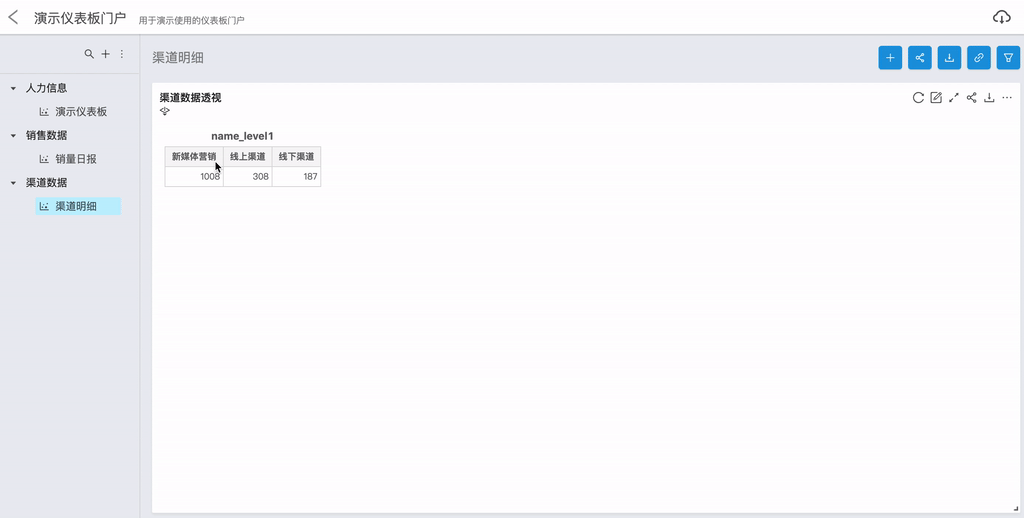 演示仪表板门户 用于演示使用的仪表板门户
渠道明细
人力信息
演示仪表板
销售数据
销量日报
渠道数据
渠道明细
渠道数据透视
name_level1
新媒体营销 线上渠道 线下渠道
1008 308 187